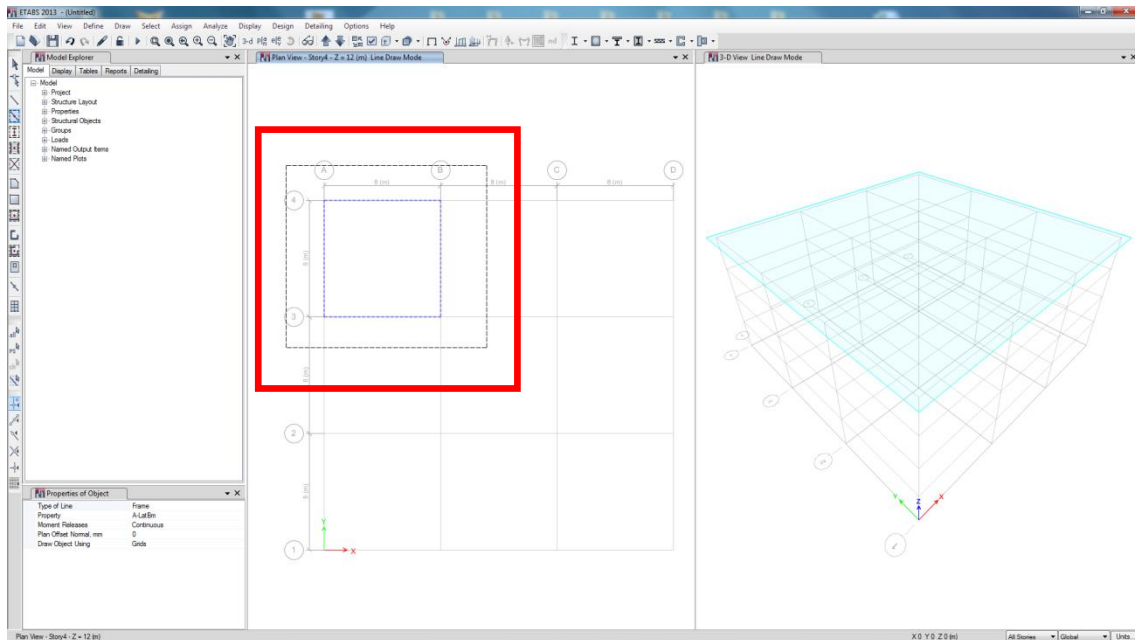 ETABS 2013 - (Untitled)
File Edit View Define Draw Select Assign Analyze Display Design Detailing Options Help
Model Explorer
Model Display Tables Reports Detailing
Model
Project
Structure Layout
Properties
Structural Objects
Groups
Loads
Named Output Items
Named Plots
Plan View - Story4 - Z = 12 (m) Line Draw Mode
A B C D
8 (m) 8 (m) 8 (m)
4
8 (m)
3
8 (m)
2
8 (m)
1
Y
X
3-D View Line Draw Mode
Y Z X
Properties of Object
Type of Line Frame
Property A-LatBm
Moment Releases Continuous
Plan Offset Normal, mm 0
Draw Object Using Grids
Plan View - Story4 - Z = 12 (m) X 0 Y 0 Z 0 (m) All Stories Global Units